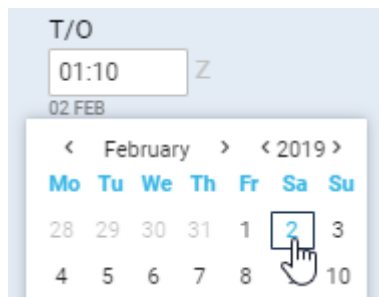 T/O
01:10 Z
02 FEB
< February > < 2019 >
Mo Tu We Th Fr Sa Su
28 29 30 31 1 2 3
4 5 6 7 8 10